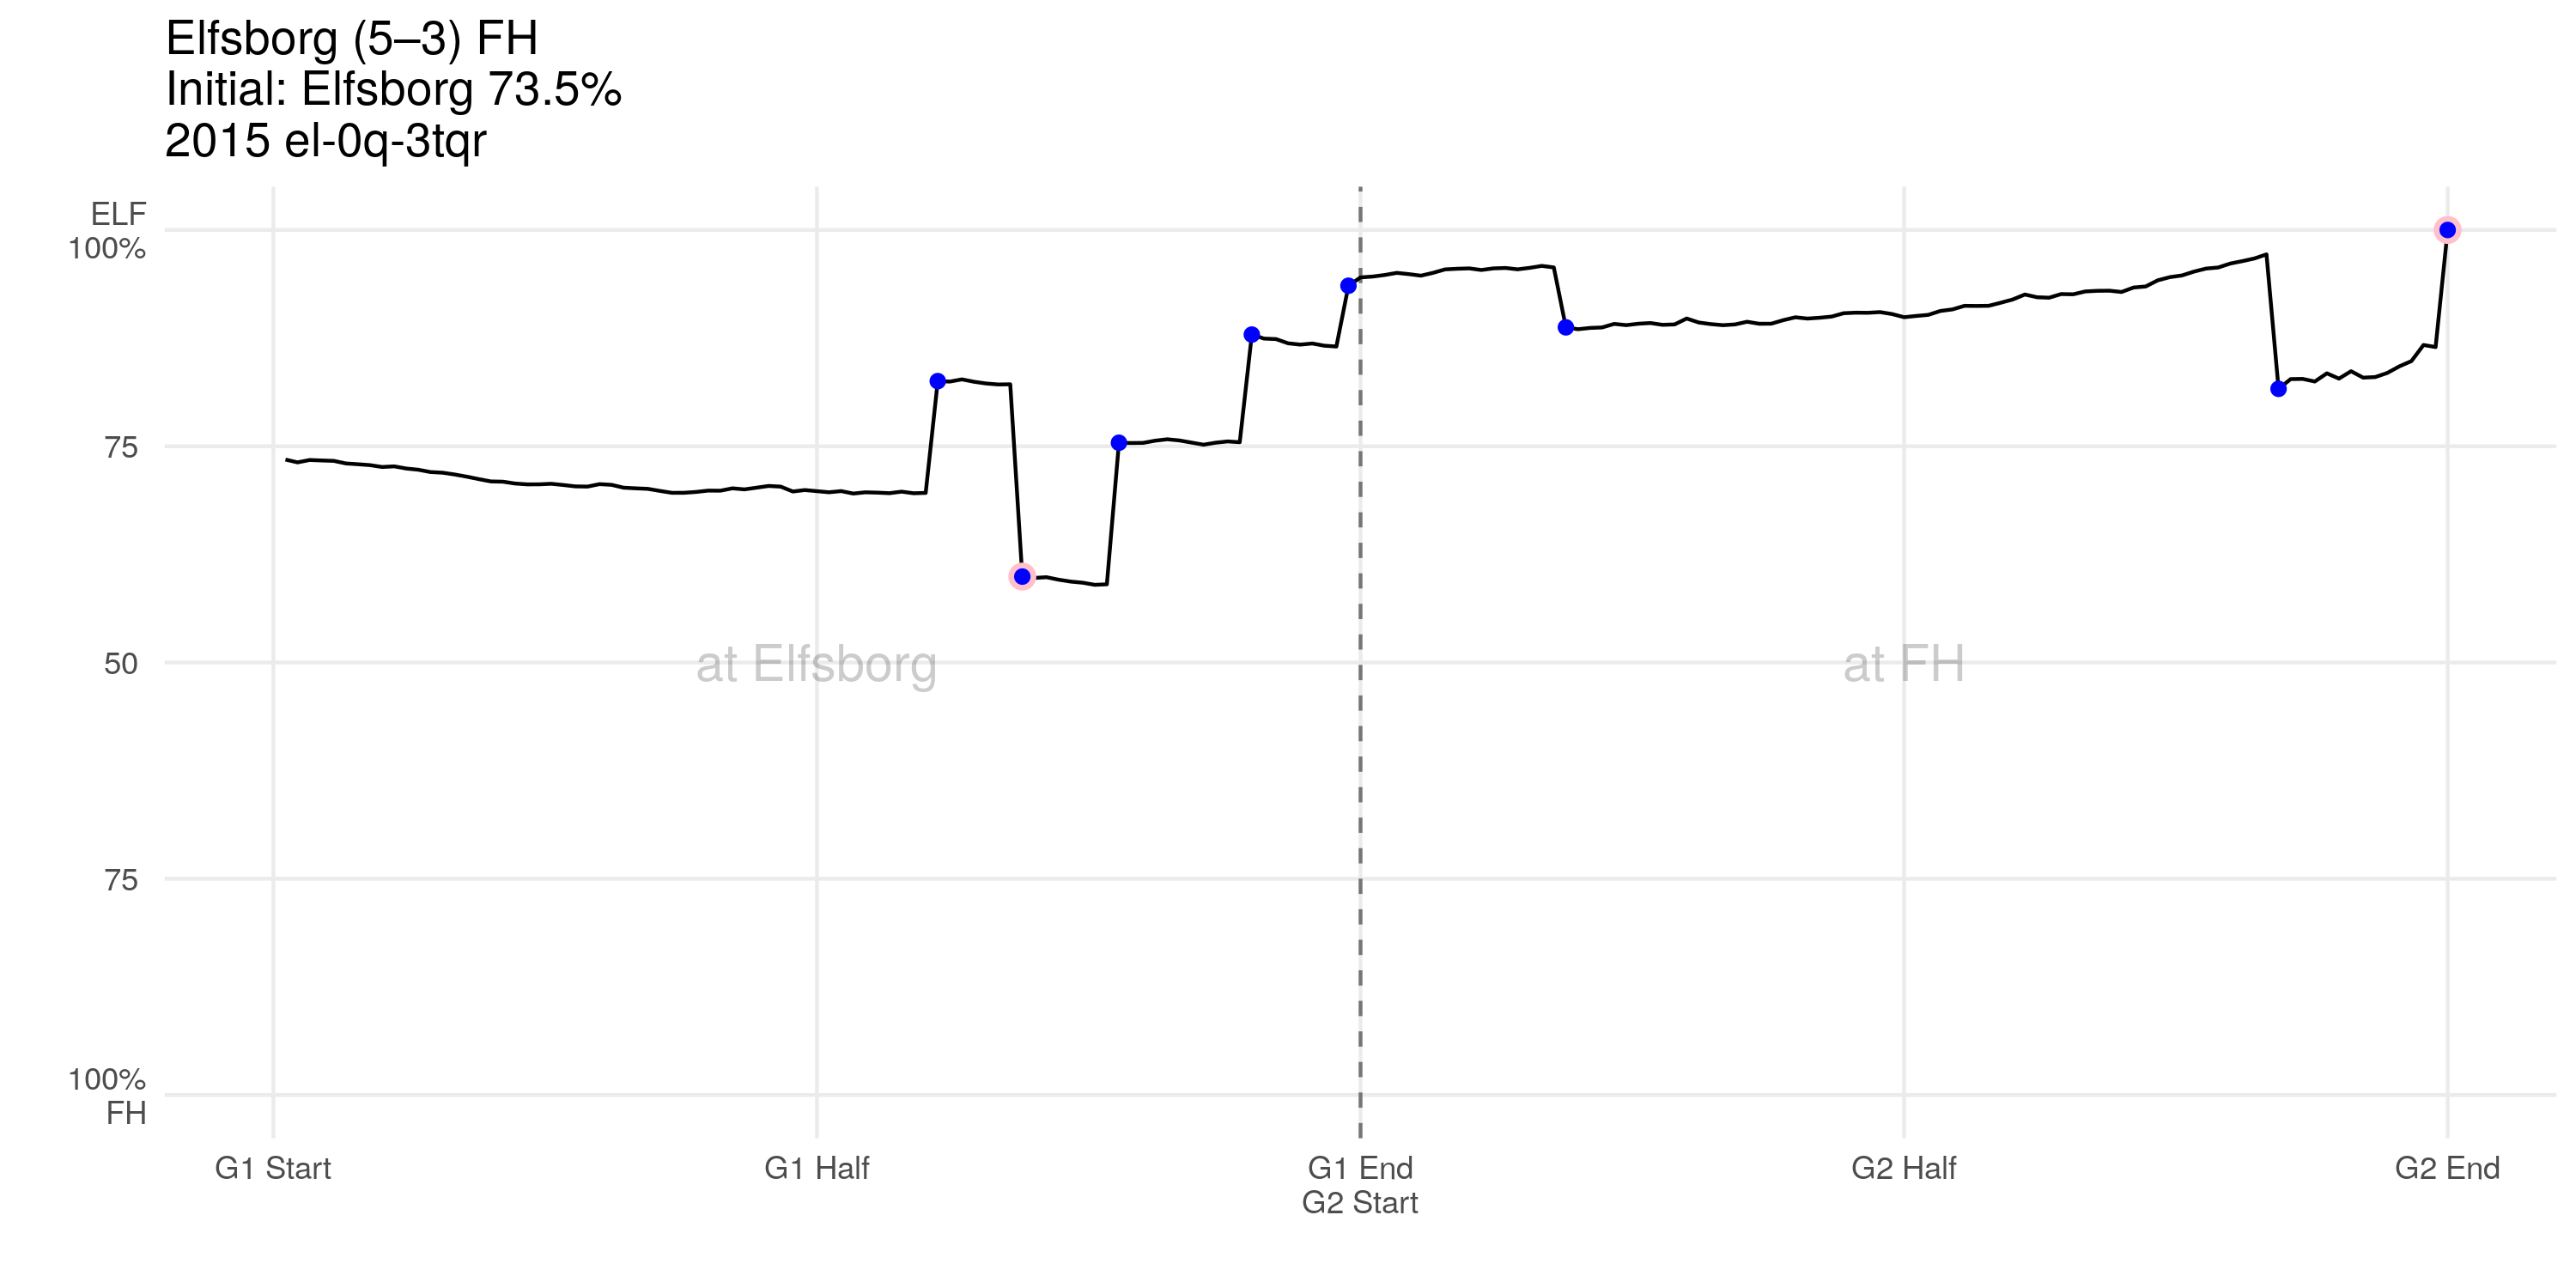 Elfsborg (5–3) FH
Initial: Elfsborg 73.5%
2015 el-0q-3tqr
ELF
100%
75
50
75
100%
FH
at Elfsborg
at FH
G1 Start
G1 Half
G1 End
G2 Start
G2 Half
G2 End